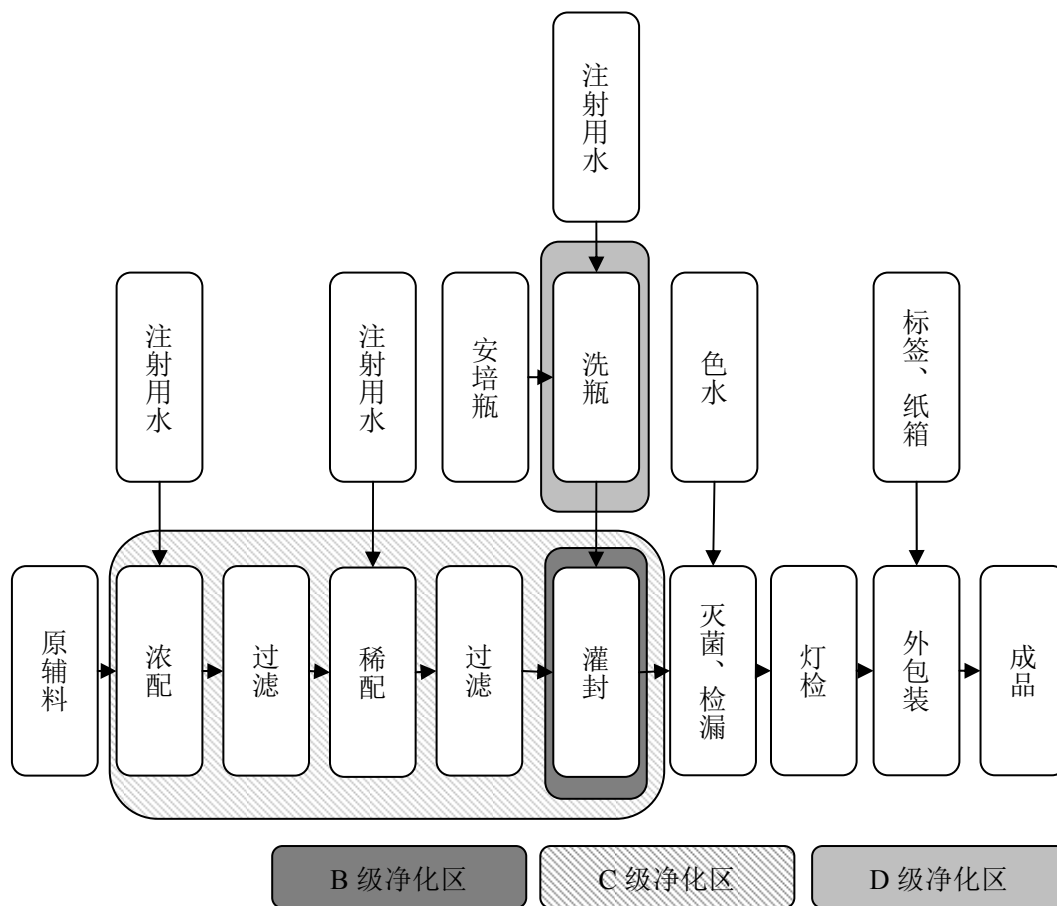 注射用水
注射用水
注射用水
安培瓶
洗瓶
色水
标签、纸箱
原辅料
浓配
过滤
稀配
过滤
灌封
灭菌、检漏
灯检
外包装
成品
B 级净化区
C 级净化区
D 级净化区